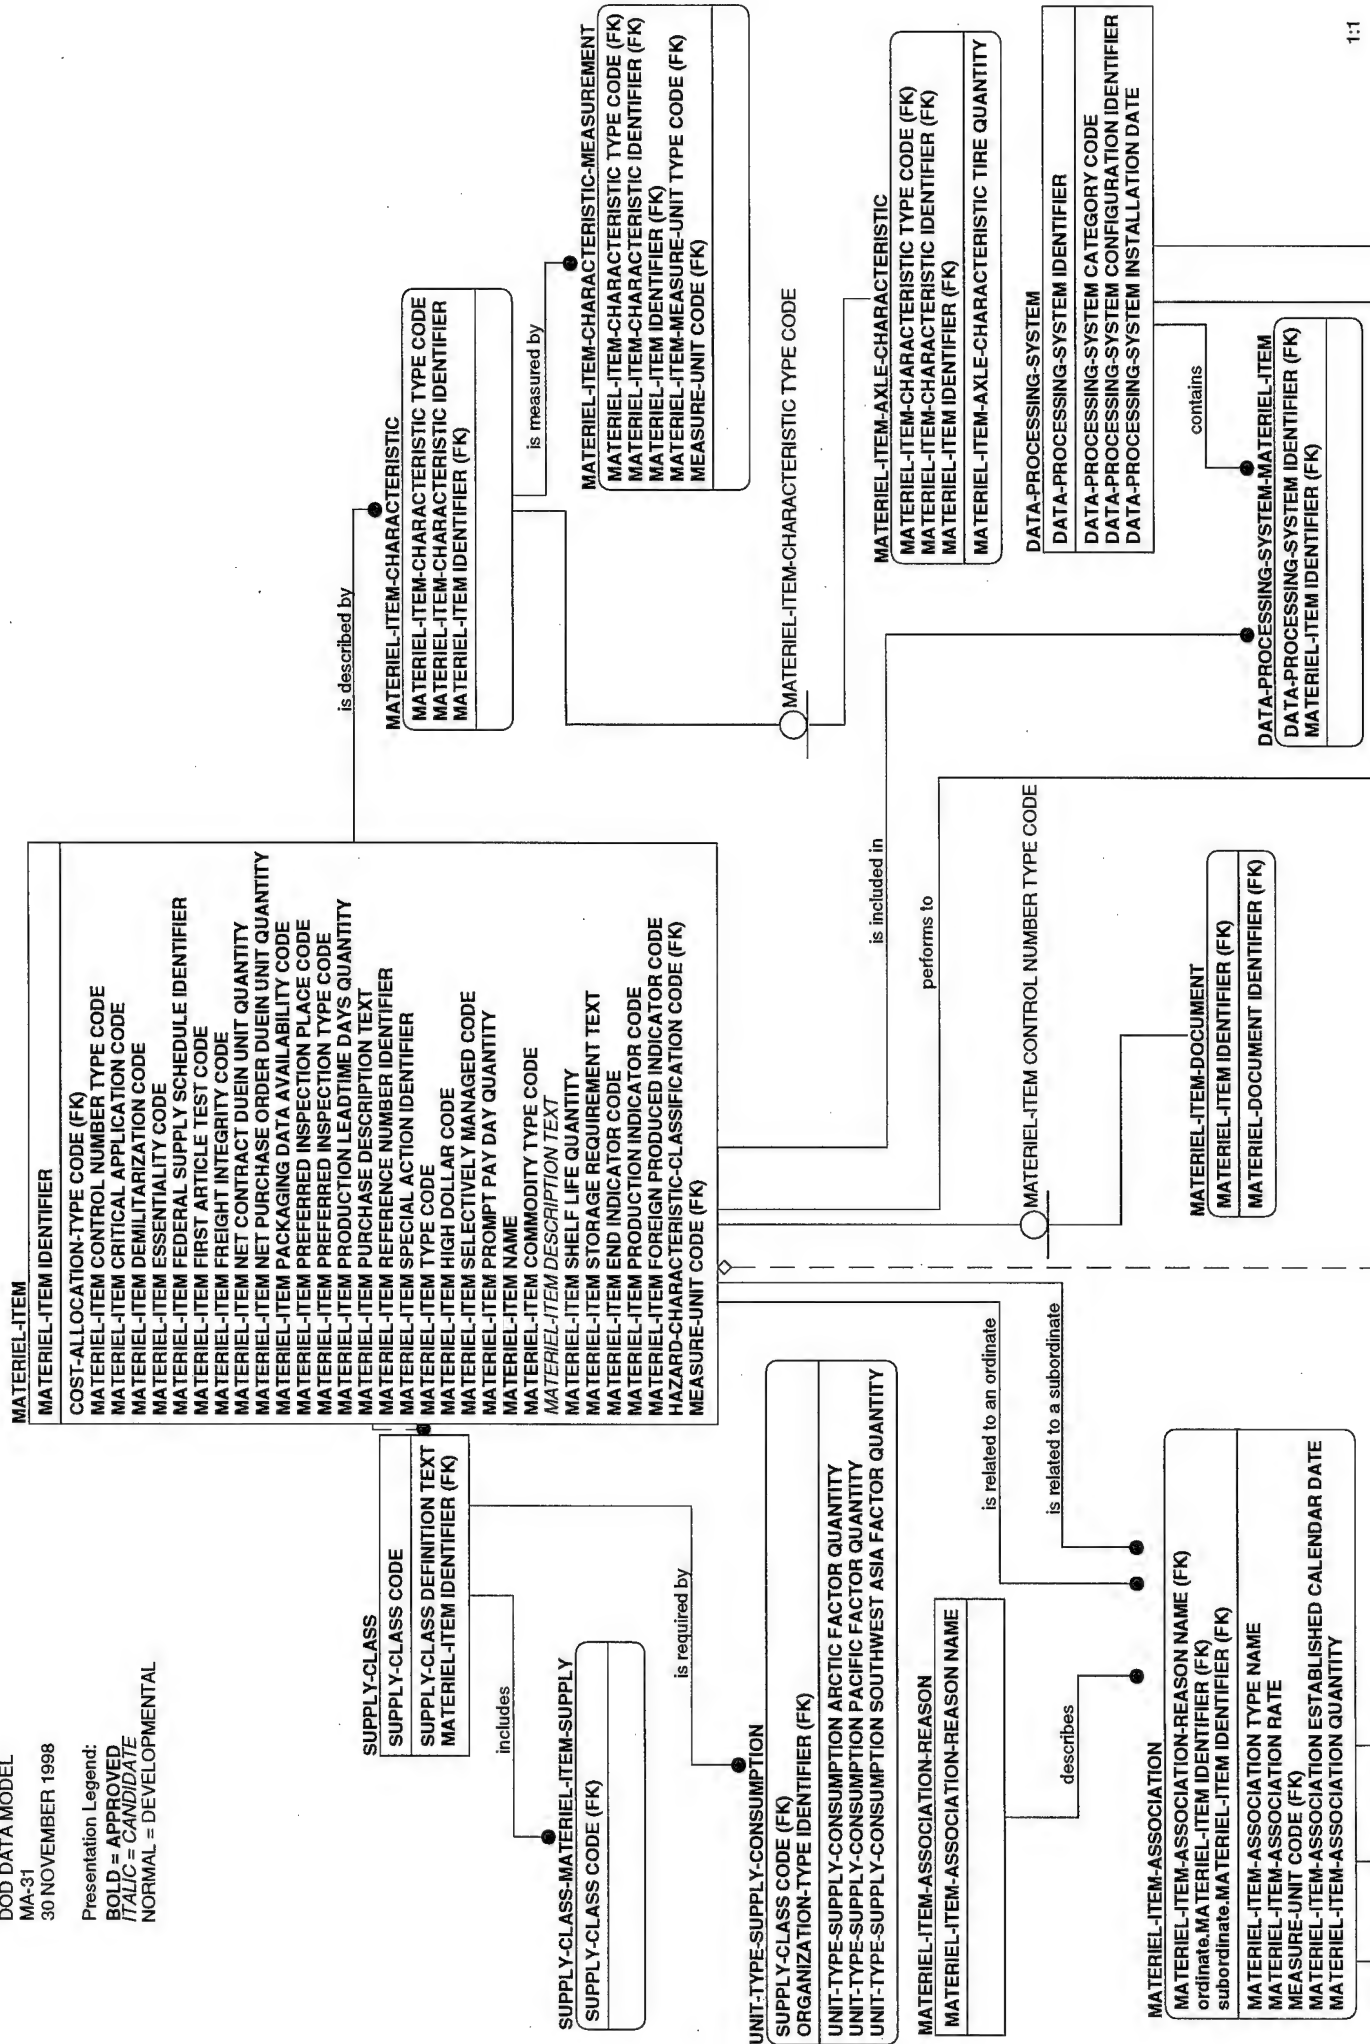 DOD DATA MODEL
MA-31
30 NOVEMBER 1998
Presentation Legend:
BOLD = APPROVED
ITALIC = CANDIDATE
NORMAL = DEVELOPMENTAL
MATERIEL-ITEM
MATERIEL-ITEM IDENTIFIER
COST-ALLOCATION-TYPE CODE (FK)
MATERIEL-ITEM CONTROL NUMBER TYPE CODE
MATERIEL-ITEM CRITICAL APPLICATION CODE
MATERIEL-ITEM DEMILITARIZATION CODE
MATERIEL-ITEM ESSENTIALITY CODE
MATERIEL-ITEM FEDERAL SUPPLY SCHEDULE IDENTIFIER
MATERIEL-ITEM FIRST ARTICLE TEST CODE
MATERIEL-ITEM FREIGHT INTEGRITY CODE
MATERIEL-ITEM NET CONTRACT DUEIN UNIT QUANTITY
MATERIEL-ITEM NET PURCHASE ORDER DUEIN UNIT QUANTITY
MATERIEL-ITEM PACKAGING DATA AVAILABILITY CODE
MATERIEL-ITEM PREFERRED INSPECTION PLACE CODE
MATERIEL-ITEM PREFERRED INSPECTION TYPE CODE
MATERIEL-ITEM PRODUCTION LEADTIME DAYS QUANTITY
MATERIEL-ITEM PURCHASE DESCRIPTION TEXT
MATERIEL-ITEM REFERENCE NUMBER IDENTIFIER
MATERIEL-ITEM SPECIAL ACTION IDENTIFIER
MATERIEL-ITEM TYPE CODE
MATERIEL-ITEM HIGH DOLLAR CODE
MATERIEL-ITEM SELECTIVELY MANAGED CODE
MATERIEL-ITEM PROMPT PAY DAY QUANTITY
MATERIEL-ITEM NAME
MATERIEL-ITEM COMMODITY TYPE CODE
MATERIEL-ITEM DESCRIPTION TEXT
MATERIEL-ITEM SHELF LIFE QUANTITY
MATERIEL-ITEM STORAGE REQUIREMENT TEXT
MATERIEL-ITEM END INDICATOR CODE
MATERIEL-ITEM PRODUCTION INDICATOR CODE
MATERIEL-ITEM FOREIGN PRODUCED INDICATOR CODE
HAZARD-CHARACTERISTIC-CLASSIFICATION CODE (FK)
MEASURE-UNIT CODE (FK)
is described by
MATERIEL-ITEM-CHARACTERISTIC
MATERIEL-ITEM-CHARACTERISTIC TYPE CODE
MATERIEL-ITEM-CHARACTERISTIC IDENTIFIER
MATERIEL-ITEM IDENTIFIER (FK)
is measured by
MATERIEL-ITEM-CHARACTERISTIC-MEASUREMENT
MATERIEL-ITEM-CHARACTERISTIC TYPE CODE (FK)
MATERIEL-ITEM-CHARACTERISTIC IDENTIFIER (FK)
MATERIEL-ITEM IDENTIFIER (FK)
MATERIEL-ITEM-MEASURE-UNIT TYPE CODE (FK)
MEASURE-UNIT CODE (FK)
MATERIEL-ITEM-CHARACTERISTIC TYPE CODE
MATERIEL-ITEM-AXLE-CHARACTERISTIC
MATERIEL-ITEM-CHARACTERISTIC TYPE CODE (FK)
MATERIEL-ITEM-CHARACTERISTIC IDENTIFIER (FK)
MATERIEL-ITEM IDENTIFIER (FK)
MATERIEL-ITEM-AXLE-CHARACTERISTIC TIRE QUANTITY
SUPPLY-CLASS
SUPPLY-CLASS CODE
SUPPLY-CLASS DEFINITION TEXT
MATERIEL-ITEM IDENTIFIER (FK)
includes
SUPPLY-CLASS-MATERIEL-ITEM-SUPPLY
SUPPLY-CLASS CODE (FK)
is required by
UNIT-TYPE-SUPPLY-CONSUMPTION
SUPPLY-CLASS CODE (FK)
ORGANIZATION-TYPE IDENTIFIER (FK)
UNIT-TYPE-SUPPLY-CONSUMPTION ARCTIC FACTOR QUANTITY
UNIT-TYPE-SUPPLY-CONSUMPTION PACIFIC FACTOR QUANTITY
UNIT-TYPE-SUPPLY-CONSUMPTION SOUTHWEST ASIA FACTOR QUANTITY
MATERIEL-ITEM-ASSOCIATION-REASON
MATERIEL-ITEM-ASSOCIATION-REASON NAME
describes
is related to an ordinate
is related to a subordinate
MATERIEL-ITEM-ASSOCIATION
MATERIEL-ITEM-ASSOCIATION-REASON NAME (FK)
ordinate.MATERIEL-ITEM IDENTIFIER (FK)
subordinate.MATERIEL-ITEM IDENTIFIER (FK)
MATERIEL-ITEM-ASSOCIATION TYPE NAME
MATERIEL-ITEM-ASSOCIATION RATE
MEASURE-UNIT CODE (FK)
MATERIEL-ITEM-ASSOCIATION ESTABLISHED CALENDAR DATE
MATERIEL-ITEM-ASSOCIATION QUANTITY
is included in
performs to
MATERIEL-ITEM CONTROL NUMBER TYPE CODE
MATERIEL-ITEM-DOCUMENT
MATERIEL-ITEM IDENTIFIER (FK)
MATERIEL-DOCUMENT IDENTIFIER (FK)
DATA-PROCESSING-SYSTEM
DATA-PROCESSING-SYSTEM IDENTIFIER
DATA-PROCESSING-SYSTEM CATEGORY CODE
DATA-PROCESSING-SYSTEM CONFIGURATION IDENTIFIER
DATA-PROCESSING-SYSTEM INSTALLATION DATE
contains
DATA-PROCESSING-SYSTEM-MATERIEL-ITEM
DATA-PROCESSING-SYSTEM IDENTIFIER (FK)
MATERIEL-ITEM IDENTIFIER (FK)
1:1